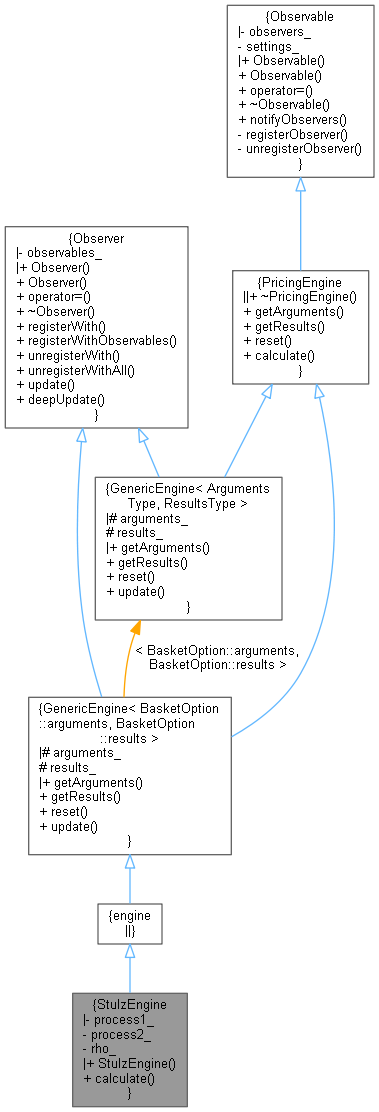 {Observable
|- observers_
- settings_
|+ Observable()
+ Observable()
+ operator=()
+ ~Observable()
+ notifyObservers()
- registerObserver()
- unregisterObserver()
}
{Observer
|- observables_
|+ Observer()
+ Observer()
+ operator=()
+ ~Observer()
+ registerWith()
+ registerWithObservables()
+ unregisterWith()
+ unregisterWithAll()
+ update()
+ deepUpdate()
}
{PricingEngine
||+ ~PricingEngine()
+ getArguments()
+ getResults()
+ reset()
+ calculate()
}
{GenericEngine< Arguments
Type, ResultsType >
|# arguments_
# results_
|+ getArguments()
+ getResults()
+ reset()
+ update()
}
< BasketOption::arguments,
BasketOption::results >
{GenericEngine< BasketOption
::arguments, BasketOption
::results >
|# arguments_
# results_
|+ getArguments()
+ getResults()
+ reset()
+ update()
}
{engine
||}
{StulzEngine
|- process1_
- process2_
- rho_
|+ StulzEngine()
+ calculate()
}